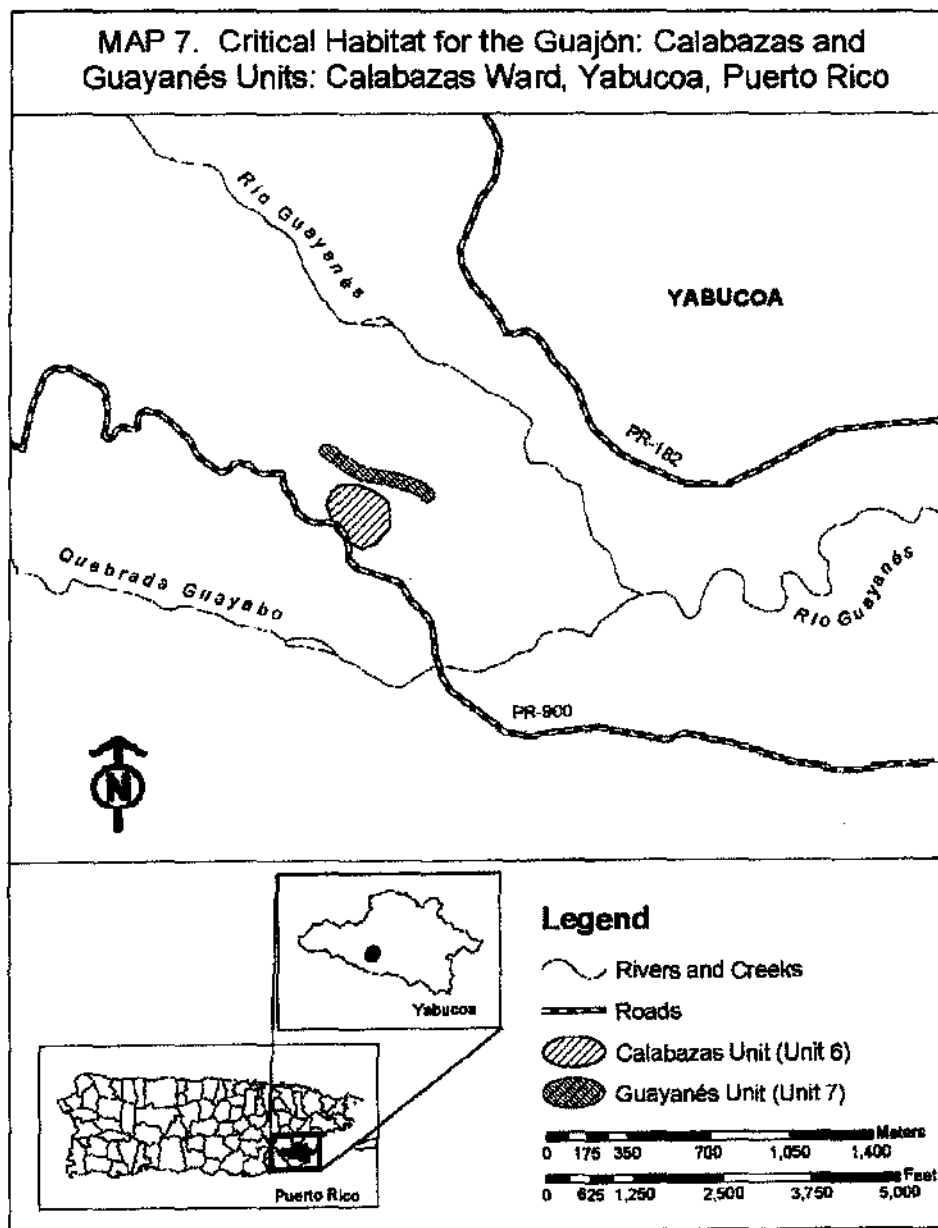 MAP 7. Critical Habitat for the Guajón: Calabazas and
Guayanés Units: Calabazas Ward, Yabucoa, Puerto Rico
Río Guayanés
YABUCOA
PR-182
Quebrada Guayabo
Río Guayanés
PR-900
N
Yabucoa
Puerto Rico
Legend
Rivers and Creeks
Roads
Calabazas Unit (Unit 6)
Guayanés Unit (Unit 7)
Meters
0 175 350 700 1,050 1,400
Feet
0 625 1,250 2,500 3,750 5,000